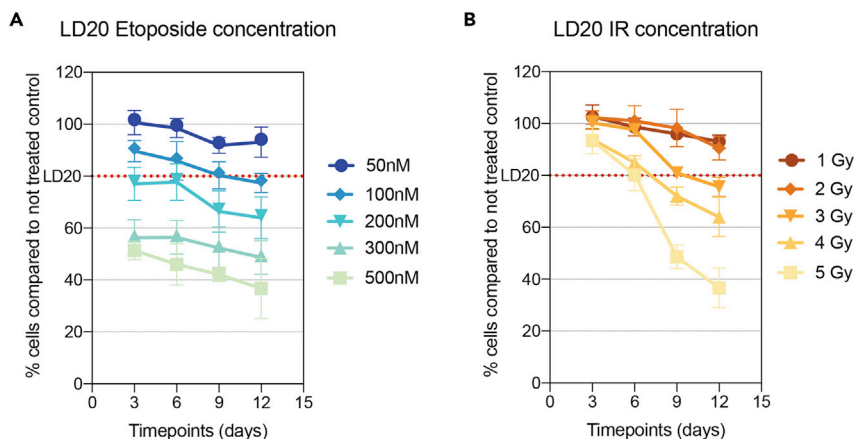 A
LD20 Etoposide concentration
% cells compared to not treated control
120
100
LD20
60
40
20
0
0 3 6 9 12 15
Timepoints (days)
50nM
100nM
200nM
300nM
500nM
B
LD20 IR concentration
% cells compared to not treated control
120
100
LD20
60
40
20
0
0 3 6 9 12 15
Timepoints (days)
1 Gy
2 Gy
3 Gy
4 Gy
5 Gy